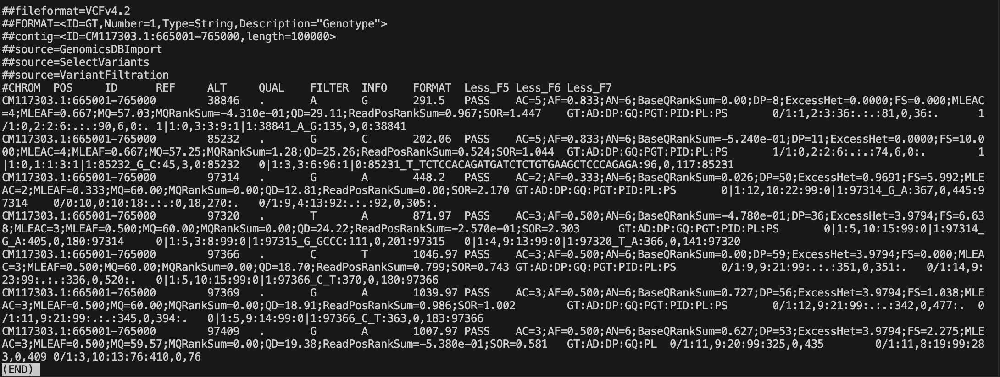 ##fileformat=VCFv4.2
##FORMAT=<ID=GT,Number=1,Type=String,Description="Genotype">
##contig=<ID=CM117303.1:665001-765000,length=100000>
##source=GenomicsDBImport
##source=SelectVariants
##source=VariantFiltration
#CHROM  POS     ID      REF     ALT     QUAL    FILTER  INFO    FORMAT  Less_F5 Less_F6 Less_F7
CM117303.1:665001-765000        38846   .       A       G       291.5   PASS    AC=5;AF=0.833;AN=6;BaseQRankSum=0.00;DP=8;ExcessHet=0.0000;FS=0.000;MLEAC
=4;MLEAF=0.667;MQ=57.03;MQRankSum=-4.310e-01;QD=29.11;ReadPosRankSum=0.967;SOR=1.447    GT:AD:DP:GQ:PGT:PID:PL:PS       0/1:1,2:3:36:.:.:81,0,36:.      1
/1:0,2:2:6:.:.:90,6,0:. 1|1:0,3:3:9:1|1:38841_A_G:135,9,0:38841
CM117303.1:665001-765000        85232   .       G       C       202.06  PASS    AC=5;AF=0.833;AN=6;BaseQRankSum=-5.240e-01;DP=11;ExcessHet=0.0000;FS=10.0
00;MLEAC=4;MLEAF=0.667;MQ=57.25;MQRankSum=1.28;QD=25.26;ReadPosRankSum=0.524;SOR=1.044  GT:AD:DP:GQ:PGT:PID:PL:PS       1/1:0,2:2:6:.:.:74,6,0:.        1
|1:0,1:1:3:1|1:85232_G_C:45,3,0:85232   0|1:3,3:6:96:1|0:85231_T_TCTCCACAGATGATCTCTGTGAAGCTCCCAGAGA:96,0,117:85231
CM117303.1:665001-765000        97314   .       G       A       448.2   PASS    AC=2;AF=0.333;AN=6;BaseQRankSum=0.026;DP=50;ExcessHet=0.9691;FS=5.992;MLE
AC=2;MLEAF=0.333;MQ=60.00;MQRankSum=0.00;QD=12.81;ReadPosRankSum=0.00;SOR=2.170 GT:AD:DP:GQ:PGT:PID:PL:PS       0|1:12,10:22:99:0|1:97314_G_A:367,0,445:9
7314    0/0:10,0:10:18:.:.:0,18,270:.   0/1:9,4:13:92:.:.:92,0,305:.
CM117303.1:665001-765000        97320   .       T       A       871.97  PASS    AC=3;AF=0.500;AN=6;BaseQRankSum=-4.780e-01;DP=36;ExcessHet=3.9794;FS=6.63
8;MLEAC=3;MLEAF=0.500;MQ=60.00;MQRankSum=0.00;QD=24.22;ReadPosRankSum=-2.570e-01;SOR=2.303      GT:AD:DP:GQ:PGT:PID:PL:PS       0|1:5,10:15:99:0|1:97314_
G_A:405,0,180:97314     0|1:5,3:8:99:0|1:97315_G_GCCC:111,0,201:97315   0|1:4,9:13:99:0|1:97320_T_A:366,0,141:97320
CM117303.1:665001-765000        97366   .       C       T       1046.97 PASS    AC=3;AF=0.500;AN=6;BaseQRankSum=0.00;DP=59;ExcessHet=3.9794;FS=0.000;MLEA
C=3;MLEAF=0.500;MQ=60.00;MQRankSum=0.00;QD=18.70;ReadPosRankSum=0.799;SOR=0.743 GT:AD:DP:GQ:PGT:PID:PL:PS       0/1:9,9:21:99:.:.:351,0,351:.   0/1:14,9:
23:99:.:.:336,0,520:.   0|1:5,10:15:99:0|1:97366_C_T:370,0,180:97366
CM117303.1:665001-765000        97369   .       G       A       1039.97 PASS    AC=3;AF=0.500;AN=6;BaseQRankSum=0.727;DP=56;ExcessHet=3.9794;FS=1.038;MLE
AC=3;MLEAF=0.500;MQ=60.00;MQRankSum=0.00;QD=18.91;ReadPosRankSum=0.986;SOR=1.002        GT:AD:DP:GQ:PGT:PID:PL:PS       0/1:12,9:21:99:.:.:342,0,477:.  0
/1:11,9:21:99:.:.:345,0,394:.   0|1:5,9:14:99:0|1:97366_C_T:363,0,183:97366
CM117303.1:665001-765000        97409   .       G       A       1007.97 PASS    AC=3;AF=0.500;AN=6;BaseQRankSum=0.627;DP=53;ExcessHet=3.9794;FS=2.275;MLE
AC=3;MLEAF=0.500;MQ=59.57;MQRankSum=0.00;QD=19.38;ReadPosRankSum=-5.380e-01;SOR=0.581   GT:AD:DP:GQ:PL  0/1:11,9:20:99:325,0,435        0/1:11,8:19:99:28
3,0,409 0/1:3,10:13:76:410,0,76
(END)